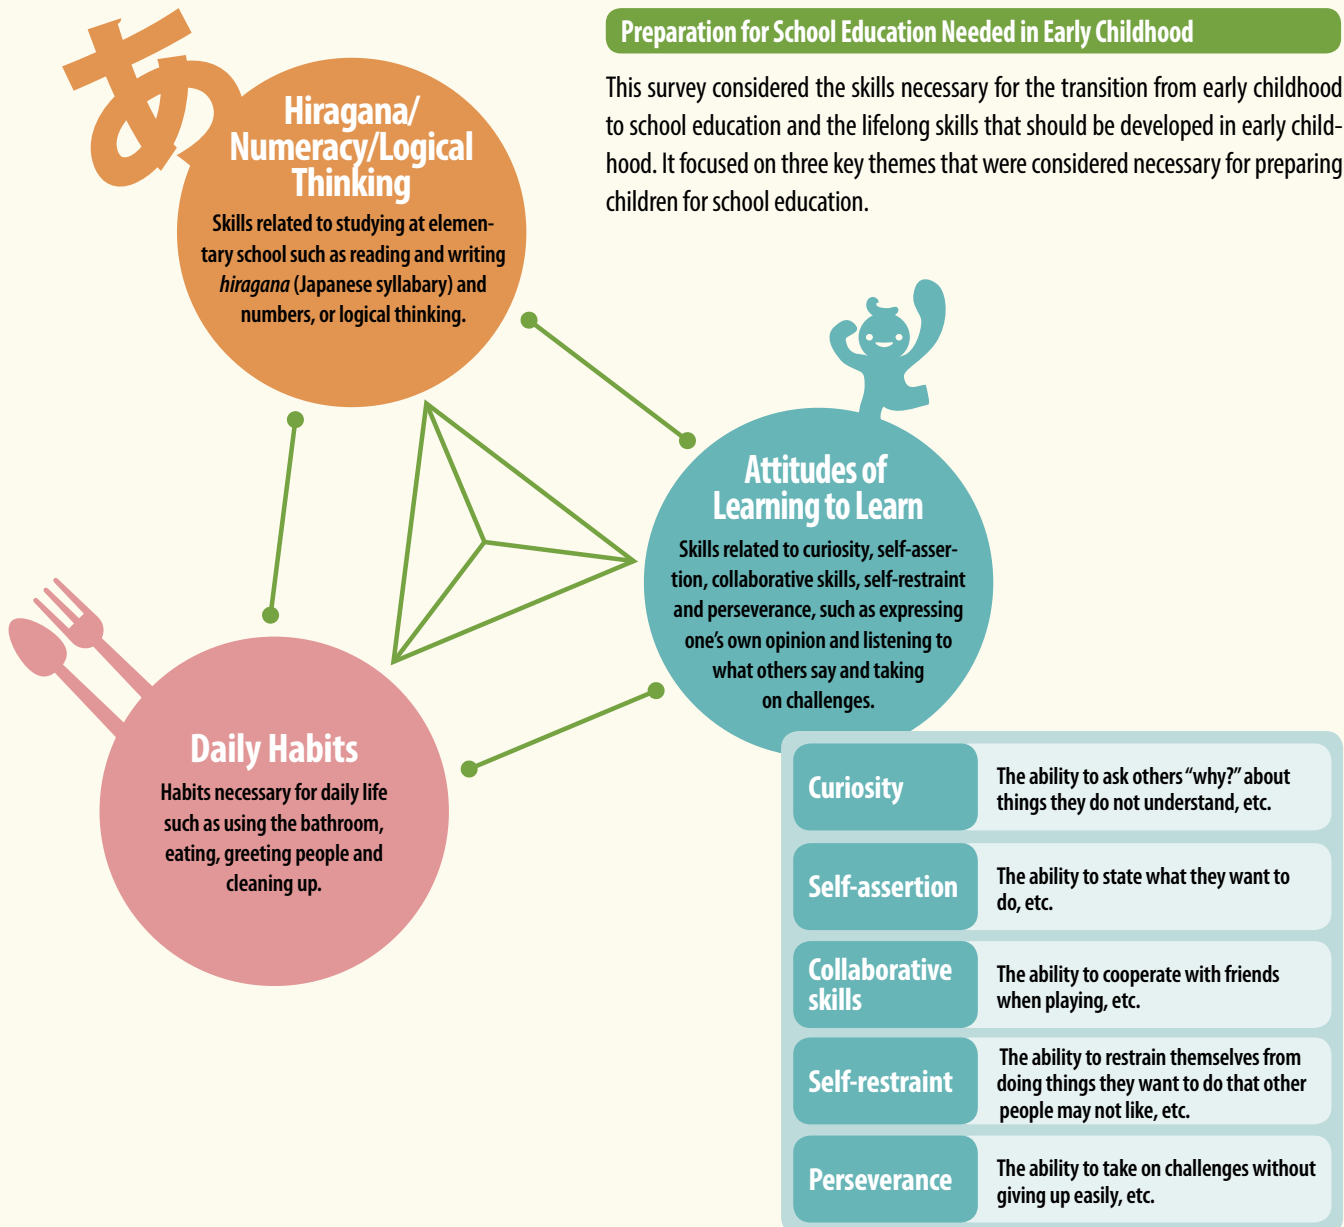 Preparation for School Education Needed in Early Childhood
This survey considered the skills necessary for the transition from early childhood
to school education and the lifelong skills that should be developed in early child-
hood. It focused on three key themes that were considered necessary for preparing
children for school education.
あ
Hiragana/
Numeracy/Logical
Thinking
Skills related to studying at elemen-
tary school such as reading and writing
hiragana (Japanese syllabary) and
numbers, or logical thinking.
Attitudes of
Learning to Learn
Skills related to curiosity, self-asser-
tion, collaborative skills, self-restraint
and perseverance, such as expressing
one's own opinion and listening to
what others say and taking
on challenges.
Daily Habits
Habits necessary for daily life
such as using the bathroom,
eating, greeting people and
cleaning up.
Curiosity
The ability to ask others “why?” about
things they do not understand, etc.
Self-assertion
The ability to state what they want to
do, etc.
Collaborative
skills
The ability to cooperate with friends
when playing, etc.
Self-restraint
The ability to restrain themselves from
doing things they want to do that other
people may not like, etc.
Perseverance
The ability to take on challenges without
giving up easily, etc.